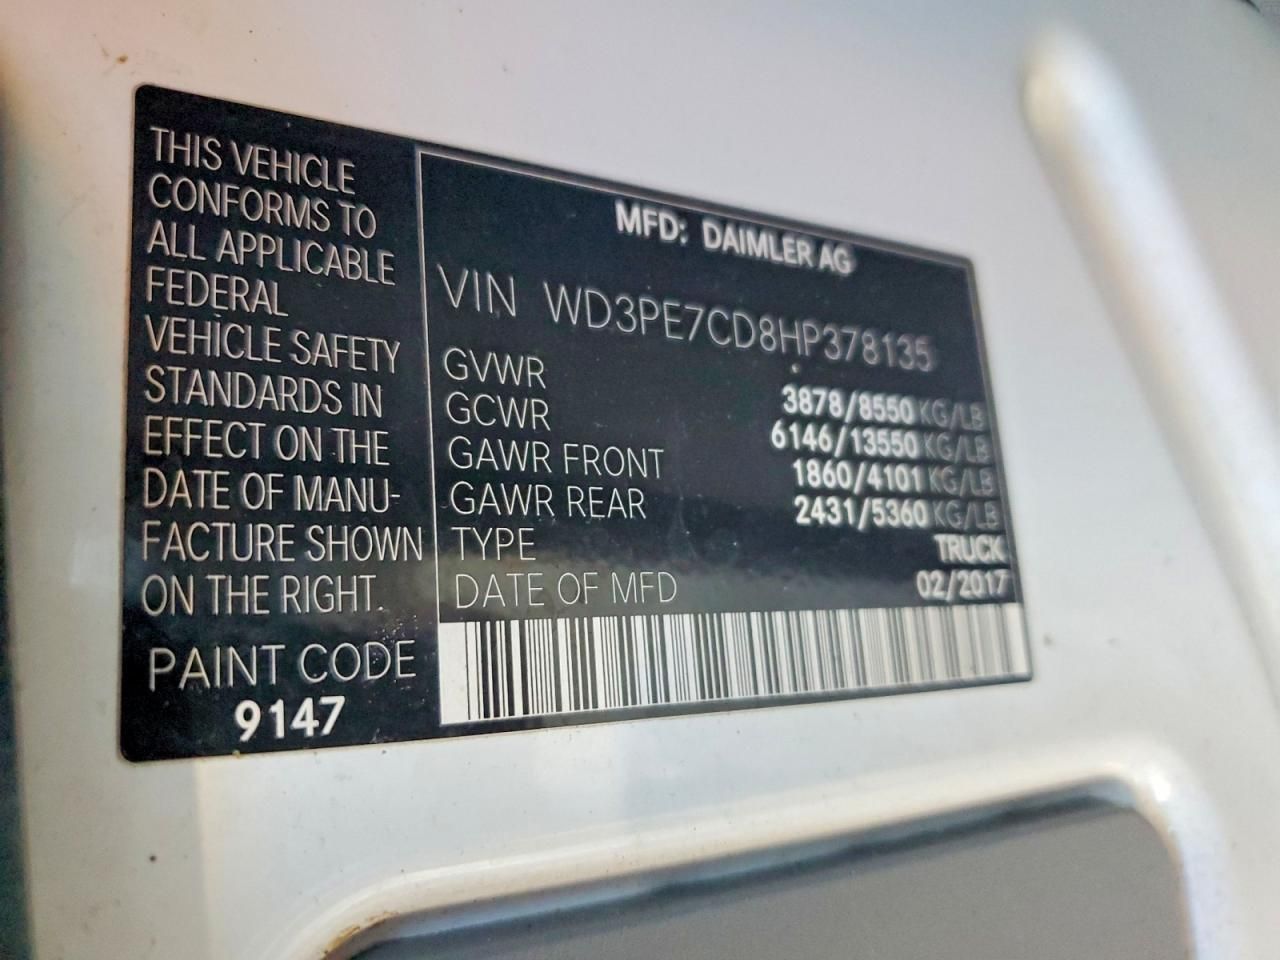 THIS VEHICLE
CONFORMS TO
ALL APPLICABLE
FEDERAL
VEHICLE SAFETY
STANDARDS IN
EFFECT ON THE
DATE OF MANU-
FACTURE SHOWN
ON THE RIGHT.
PAINT CODE
9147
MFD: DAIMLER AG
VIN WD3PE7CD8HP378135
GVWR 3878/8550 KG/LB
GCWR 6146/13550 KG/LB
GAWR FRONT 1860/4101 KG/LB
GAWR REAR 2431/5360 KG/LB
TYPE TRUCK
DATE OF MFD 02/2017